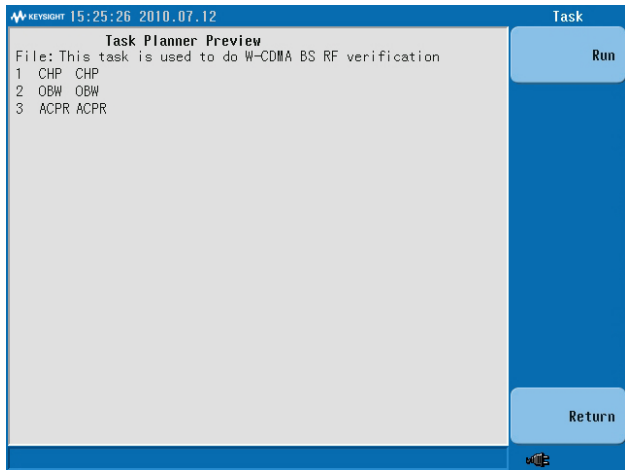 KEYSIGHT 15:25:26 2010.07.12 Task
Task Planner Preview
File: This task is used to do W-CDMA BS RF verification
1 CHP CHP
2 OBW OBW
3 ACPR ACPR
Run
Return